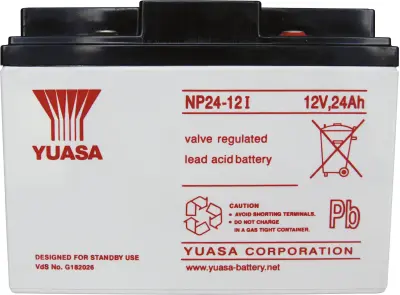 YUASA
NP24-12 I 12V,24Ah
valve regulated
lead acid battery
CAUTION
• AVOID SHORTING TERMINALS.
• DO NOT CHARGE
IN A GAS TIGHT CONTAINER.
Pb
DESIGNED FOR STANDBY USE
VdS No. G182026
YUASA CORPORATION
www.yuasa-battery.net